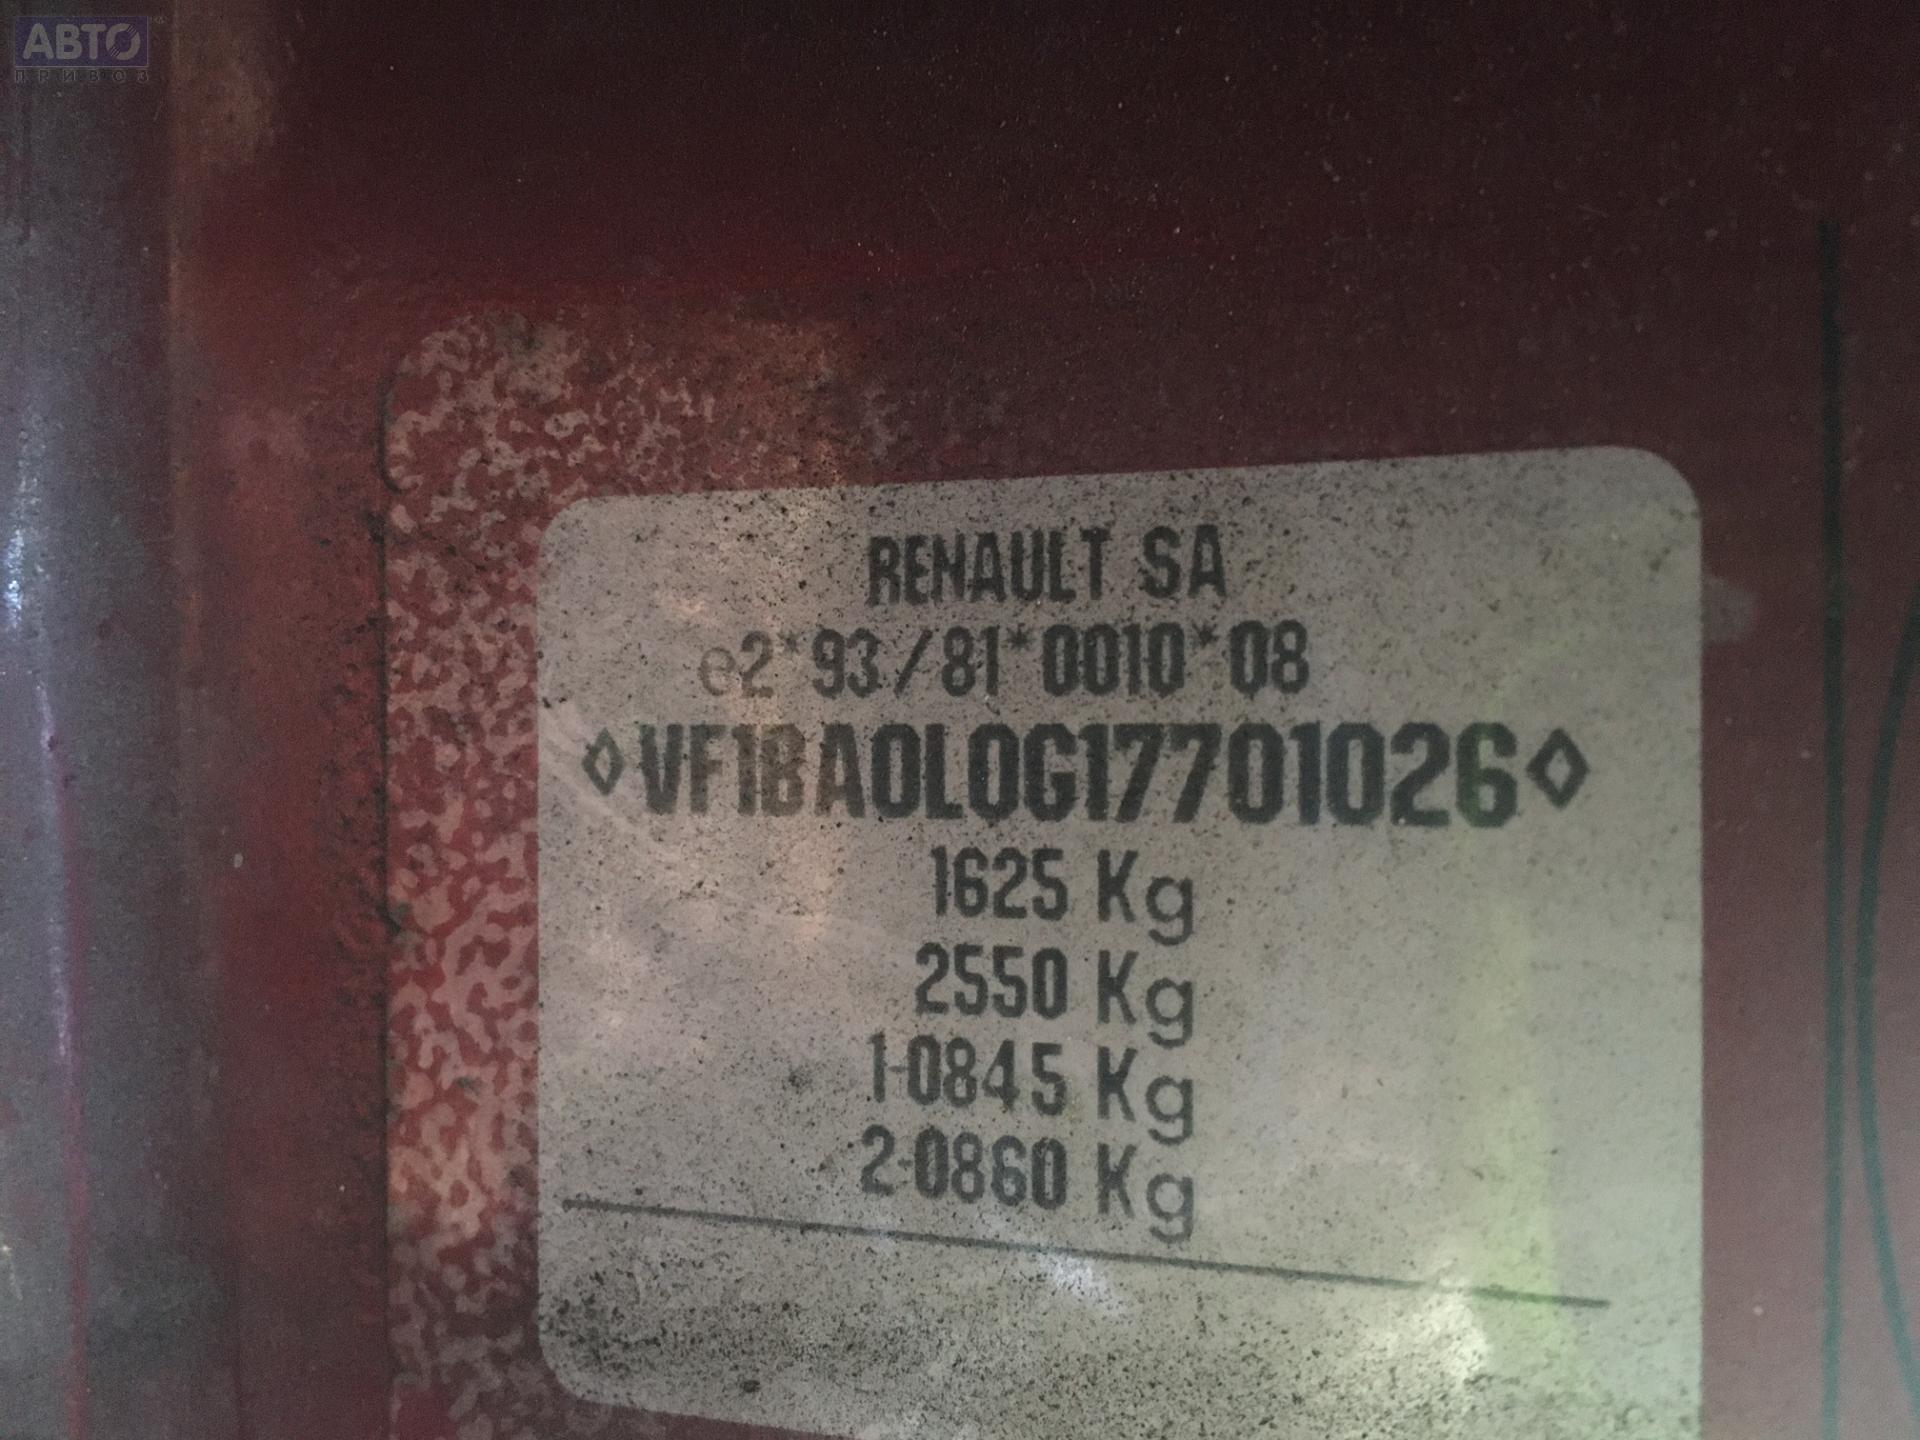 АВТО
ПРИВОЗ
RENAULT SA
e2*93/81*0010*08
◊VF1BA0L0G17701026◊
1625 Kg
2550 Kg
1-0845 Kg
2-0860 Kg